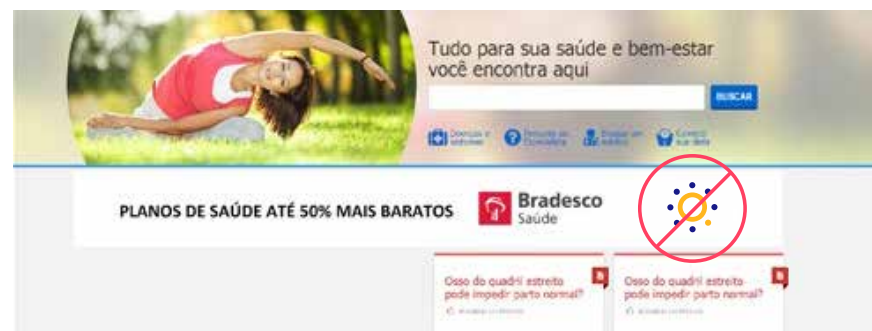 Tudo para sua saúde e bem-estar
você encontra aqui
BUSCAR
PLANOS DE SAÚDE ATÉ 50% MAIS BARATOS
Bradesco
Saúde
Osso do quadril estreito
pode impedir parto normal?
Osso do quadril estreito
pode impedir parto normal?